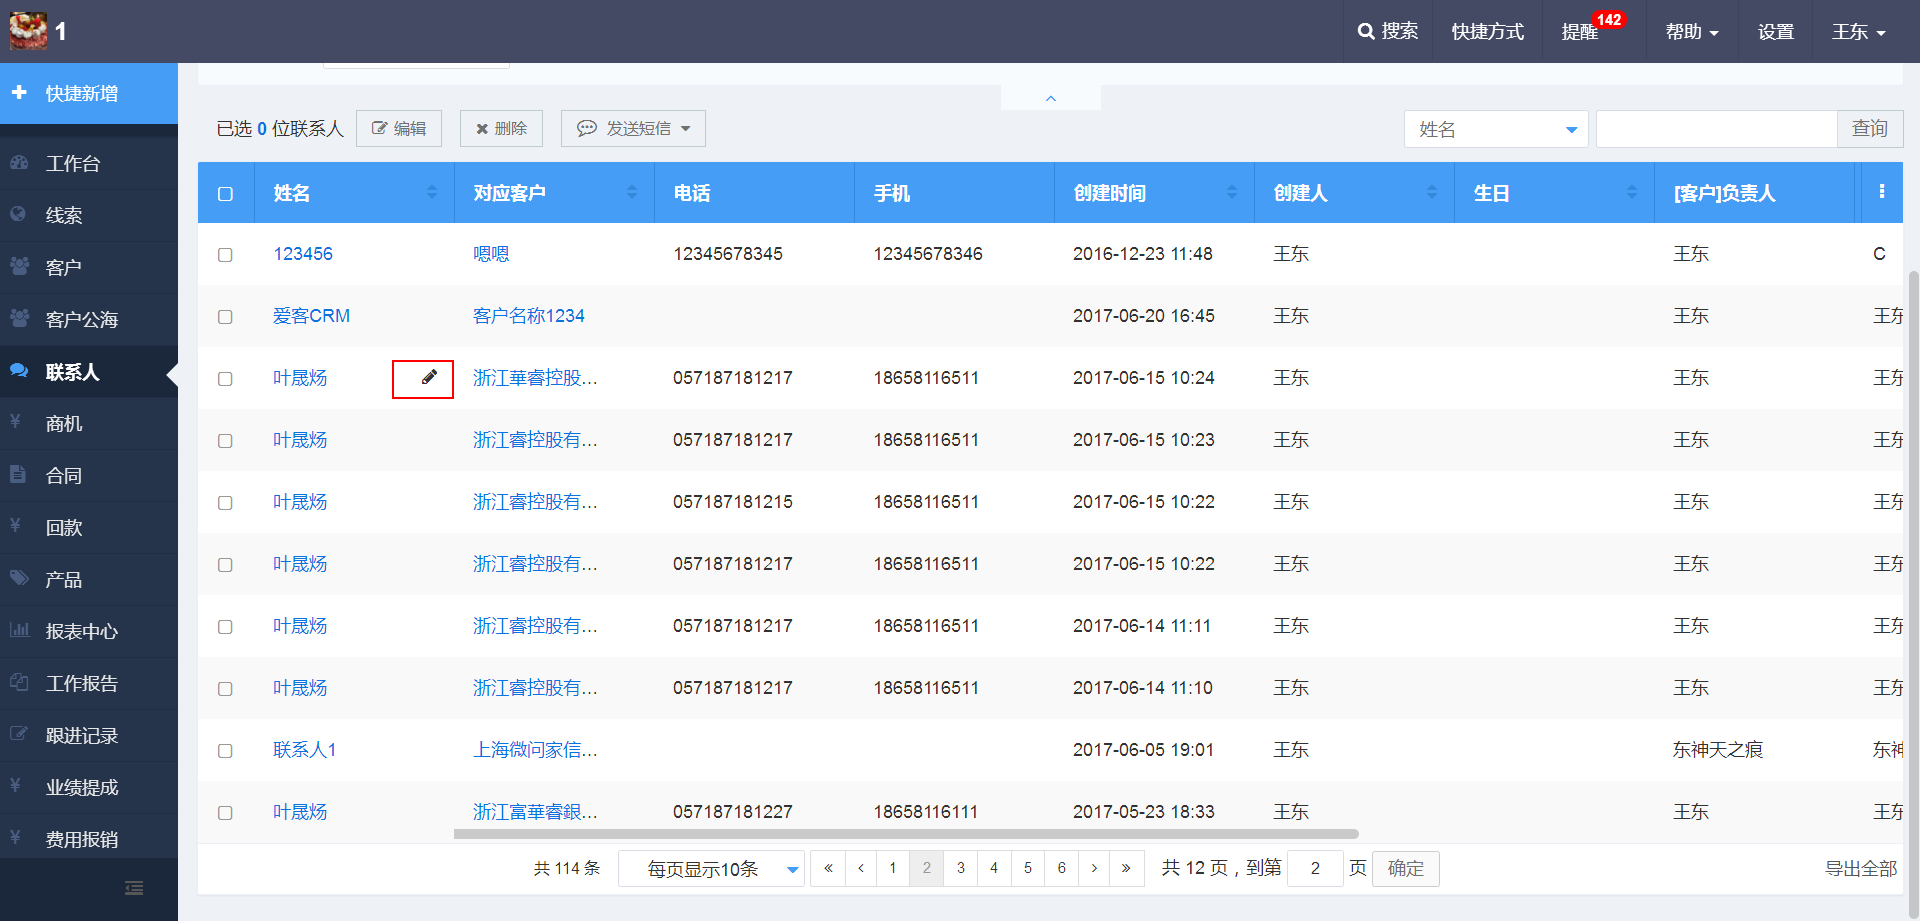 1
搜索 快捷方式 提醒 142 帮助 设置 王东
快捷新增
工作台
线索
客户
客户公海
联系人
商机
合同
回款
产品
报表中心
工作报告
跟进记录
业绩提成
费用报销
已选 0 位联系人 编辑 删除 发送短信 姓名 查询
姓名 对应客户 电话 手机 创建时间 创建人 生日 [客户]负责人
123456 嗯嗯 12345678345 12345678346 2016-12-23 11:48 王东 王东 C
爱客CRM 客户名称1234 2017-06-20 16:45 王东 王东 王东
叶晟炀 浙江華睿控股... 057187181217 18658116511 2017-06-15 10:24 王东 王东 王东
叶晟炀 浙江睿控股有... 057187181217 18658116511 2017-06-15 10:23 王东 王东 王东
叶晟炀 浙江睿控股有... 057187181215 18658116511 2017-06-15 10:22 王东 王东 王东
叶晟炀 浙江睿控股有... 057187181217 18658116511 2017-06-15 10:22 王东 王东 王东
叶晟炀 浙江睿控股有... 057187181217 18658116511 2017-06-14 11:11 王东 王东 王东
叶晟炀 浙江睿控股有... 057187181217 18658116511 2017-06-14 11:10 王东 王东 王东
联系人1 上海微问家信... 2017-06-05 19:01 王东 东神天之痕 东神
叶晟炀 浙江富華睿銀... 057187181227 18658116111 2017-05-23 18:33 王东 王东 王东
共 114 条 每页显示10条 « ‹ 1 2 3 4 5 6 › » 共 12 页，到第 2 页 确定 导出全部